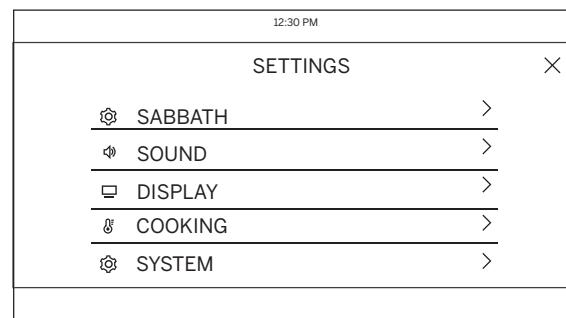 12:30 PM
SETTINGS
SABBATH
SOUND
DISPLAY
COOKING
SYSTEM